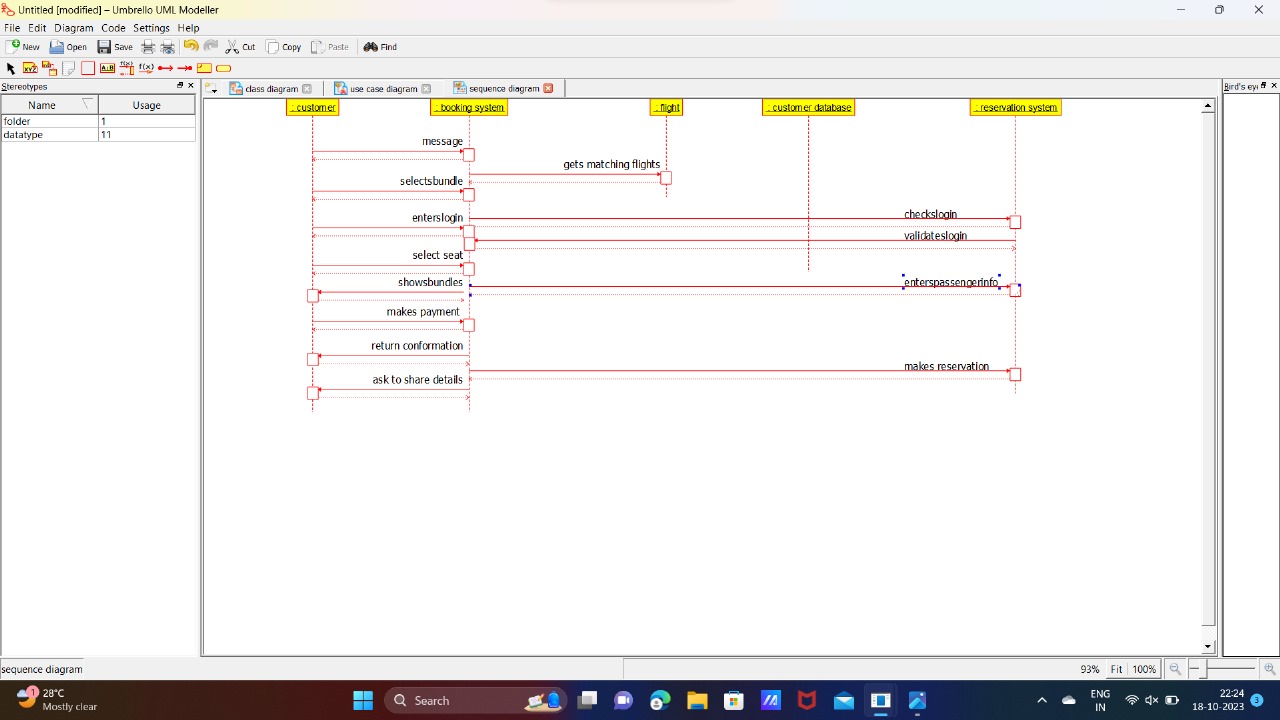 Untitled [modified] – Umbrello UML Modeller
File Edit Diagram Code Settings Help
New Open Save Cut Copy Paste Find
Stereotypes
Name Usage
folder 1
datatype 11
class diagram use case diagram sequence diagram
Bird's eye
: customer : booking system : flight : customer database : reservation system
message
gets matching flights
selectsbundle
enterslogin checkslogin
validateslogin
select seat
showsbundles enterspassengerinfo
makes payment
return conformation
makes reservation
ask to share details
sequence diagram 93% Fit 100%
1 28°C
Mostly clear
Search
ENG
IN
22:24
18-10-2023
3